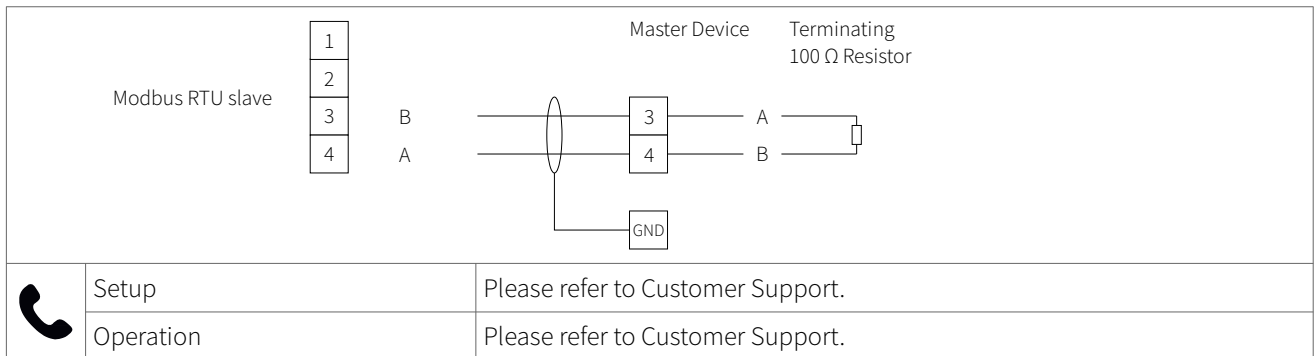 Master Device
Terminating
100 Ω Resistor
Modbus RTU slave
1
2
3
4
B
A
3
4
A
B
GND
Setup
Please refer to Customer Support.
Operation
Please refer to Customer Support.